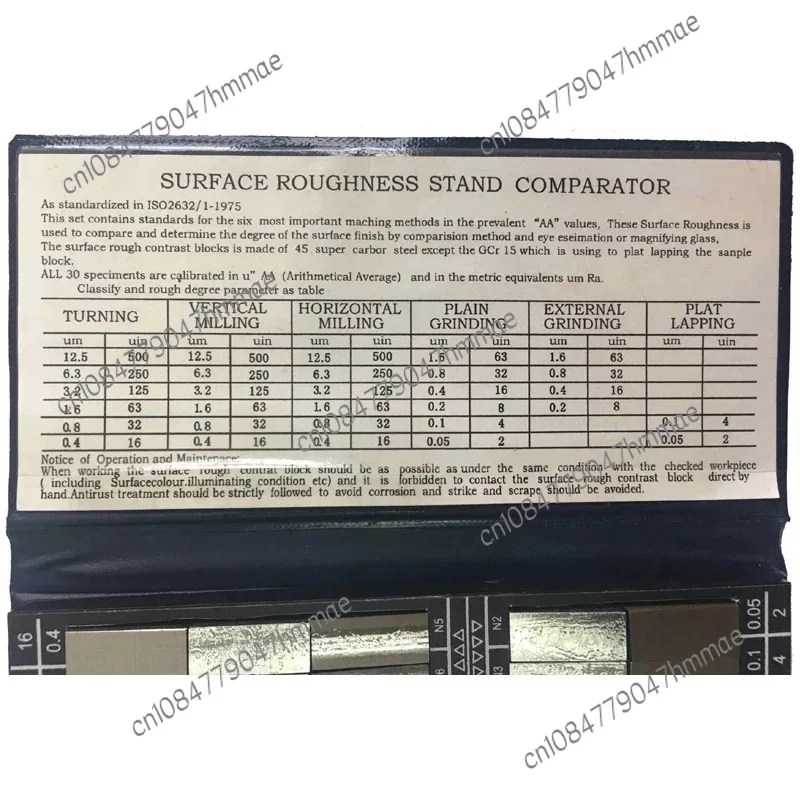 SURFACE ROUGHNESS STAND COMPARATOR
As standardized in ISO2632/1-1975
This set contains standards for the six most important maching methods in the prevalent "AA" values, These Surface Roughness is
used to compare and determine the degree of the surface finish by comparision method and eye eseimation or magnifying glass,
The surface rough contrast blocks is made of 45 super carbor steel except the GCr 15 which is using to plat lapping the sanple
block.
ALL 30 speciments are calibrated in u" AA (Arithmetical Average) and in the metric equivalents um Ra.
Classify and rough degree parameter as table
TURNING VERTICAL MILLING HORIZONTAL MILLING PLAIN GRINDING EXTERNAL GRINDING PLAT LAPPING
um uin um uin um uin um uin um uin um uin
12.5 500 12.5 500 12.5 500 1.6 63 1.6 63
6.3 250 6.3 250 6.3 250 0.8 32 0.8 32
3.2 125 3.2 125 3.2 125 0.4 16 0.4 16
1.6 63 1.6 63 1.6 63 0.2 8 0.2 8
0.8 32 0.8 32 0.8 32 0.1 4 0.1 4
0.4 16 0.4 16 0.4 16 0.05 2 0.05 2
Notice of Operation and Maintenace:
When working the surface rough contrat block should be as possible as under the same condition with the checked workpiece
( including Surfacecolour.illuminating condition etc) and it is forbidden to contact the surface rough contrast block direct by
hand.Antirust treatment should be strictly followed to avoid corrosion and strike and scrape should be avoided.
16 0.4 N5 N2 0.05 2
6 N3 0.1 4
cn1084779047hmmae
cn1084779047hmmae
cn1084779047hmmae
cn1084779047hmmae
cn1084779047hmmae
cn1084779047hmmae
cn1084779047hmmae
cn1084779047hmmae